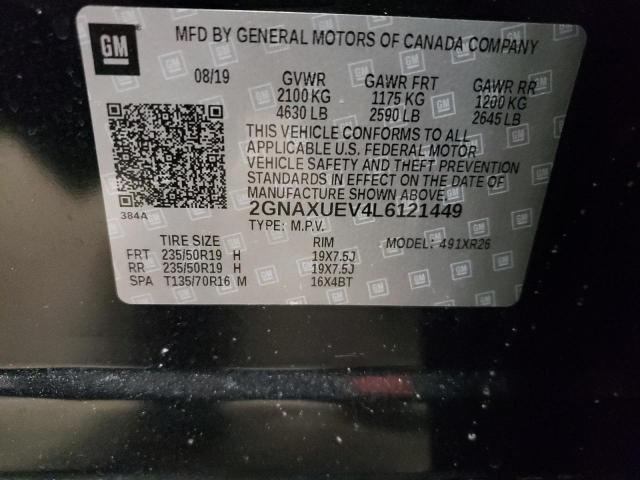 GM
MFD BY GENERAL MOTORS OF CANADA COMPANY
08/19 GVWR GAWR FRT GAWR RR
2100 KG 1175 KG 1200 KG
4630 LB 2590 LB 2645 LB
THIS VEHICLE CONFORMS TO ALL
APPLICABLE U.S. FEDERAL MOTOR
VEHICLE SAFETY AND THEFT PREVENTION
STANDARDS IN EFFECT ON THE DATE
OF MANUFACTURE SHOWN ABOVE.
384A
2GNAXUEV4L6121449
TYPE: M.P.V.
TIRE SIZE RIM MODEL: 491XR26
FRT 235/50R19 H 19X7.5J
RR 235/50R19 H 19X7.5J
SPA T135/70R16 M 16X4BT